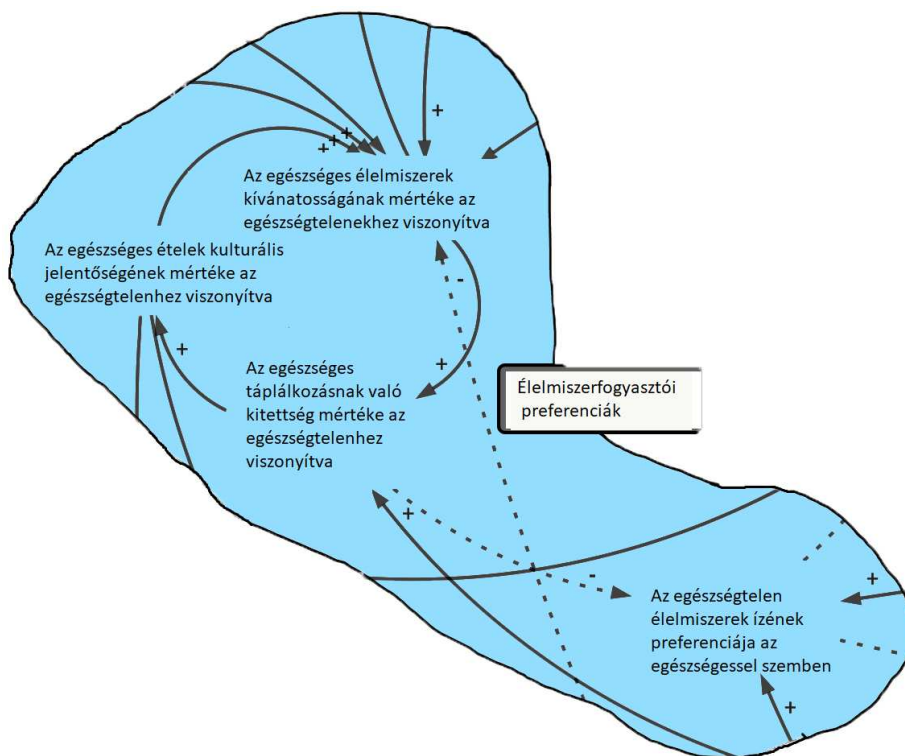 +
+
+
+
Az egészséges élelmiszerek
kívánatosságának mértéke az
egészségtelenekhez viszonyítva
Az egészséges ételek kulturális
jelentőségének mértéke az
egészségtelenhez viszonyítva
-
+
+
Az egészséges
táplálkozásnak való
kitettség mértéke az
egészségtelenhez
viszonyítva
Élelmiszerfogyasztói
preferenciák
+
-
+
Az egészségtelen
élelmiszerek ízének
preferenciája az
egészségessel szemben
+